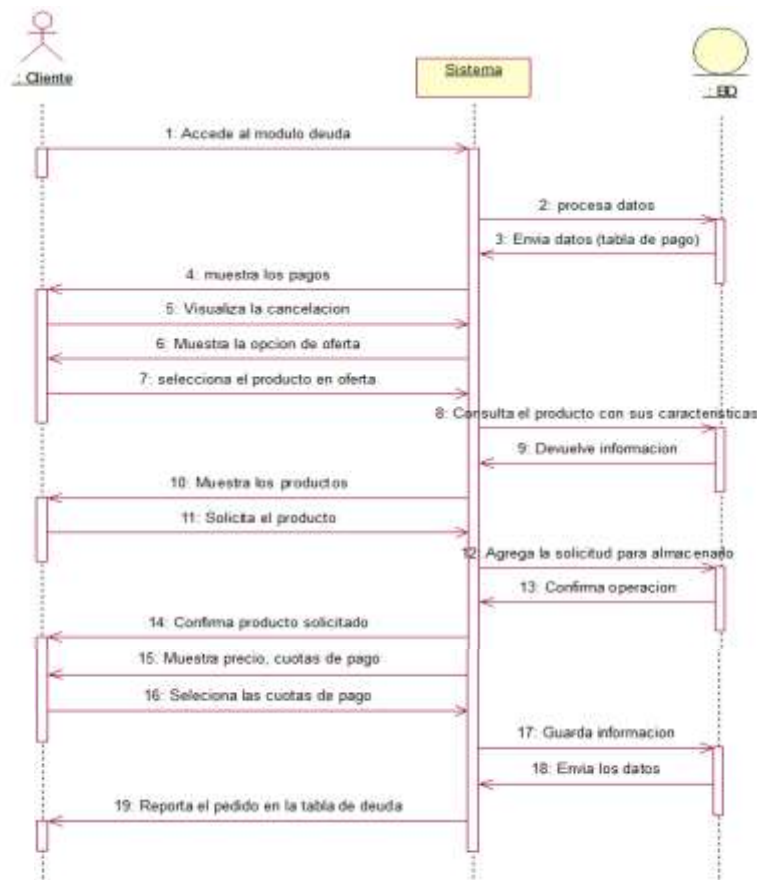 : Cliente
Sistema
: BD
1: Accede al modulo deuda
2: procesa datos
3: Envia datos (tabla de pago)
4: muestra los pagos
5: Visualiza la cancelacion
6: Muestra la opcion de oferta
7: selecciona el producto en oferta
8: Consulta el producto con sus caracteristicas
9: Devuelve informacion
10: Muestra los productos
11: Solicita el producto
12: Agrega la solicitud para almacenarlo
13: Confirma operacion
14: Confirma producto solicitado
15: Muestra precio, cuotas de pago
16: Seleciona las cuotas de pago
17: Guarda informacion
18: Envia los datos
19: Reporta el pedido en la tabla de deuda